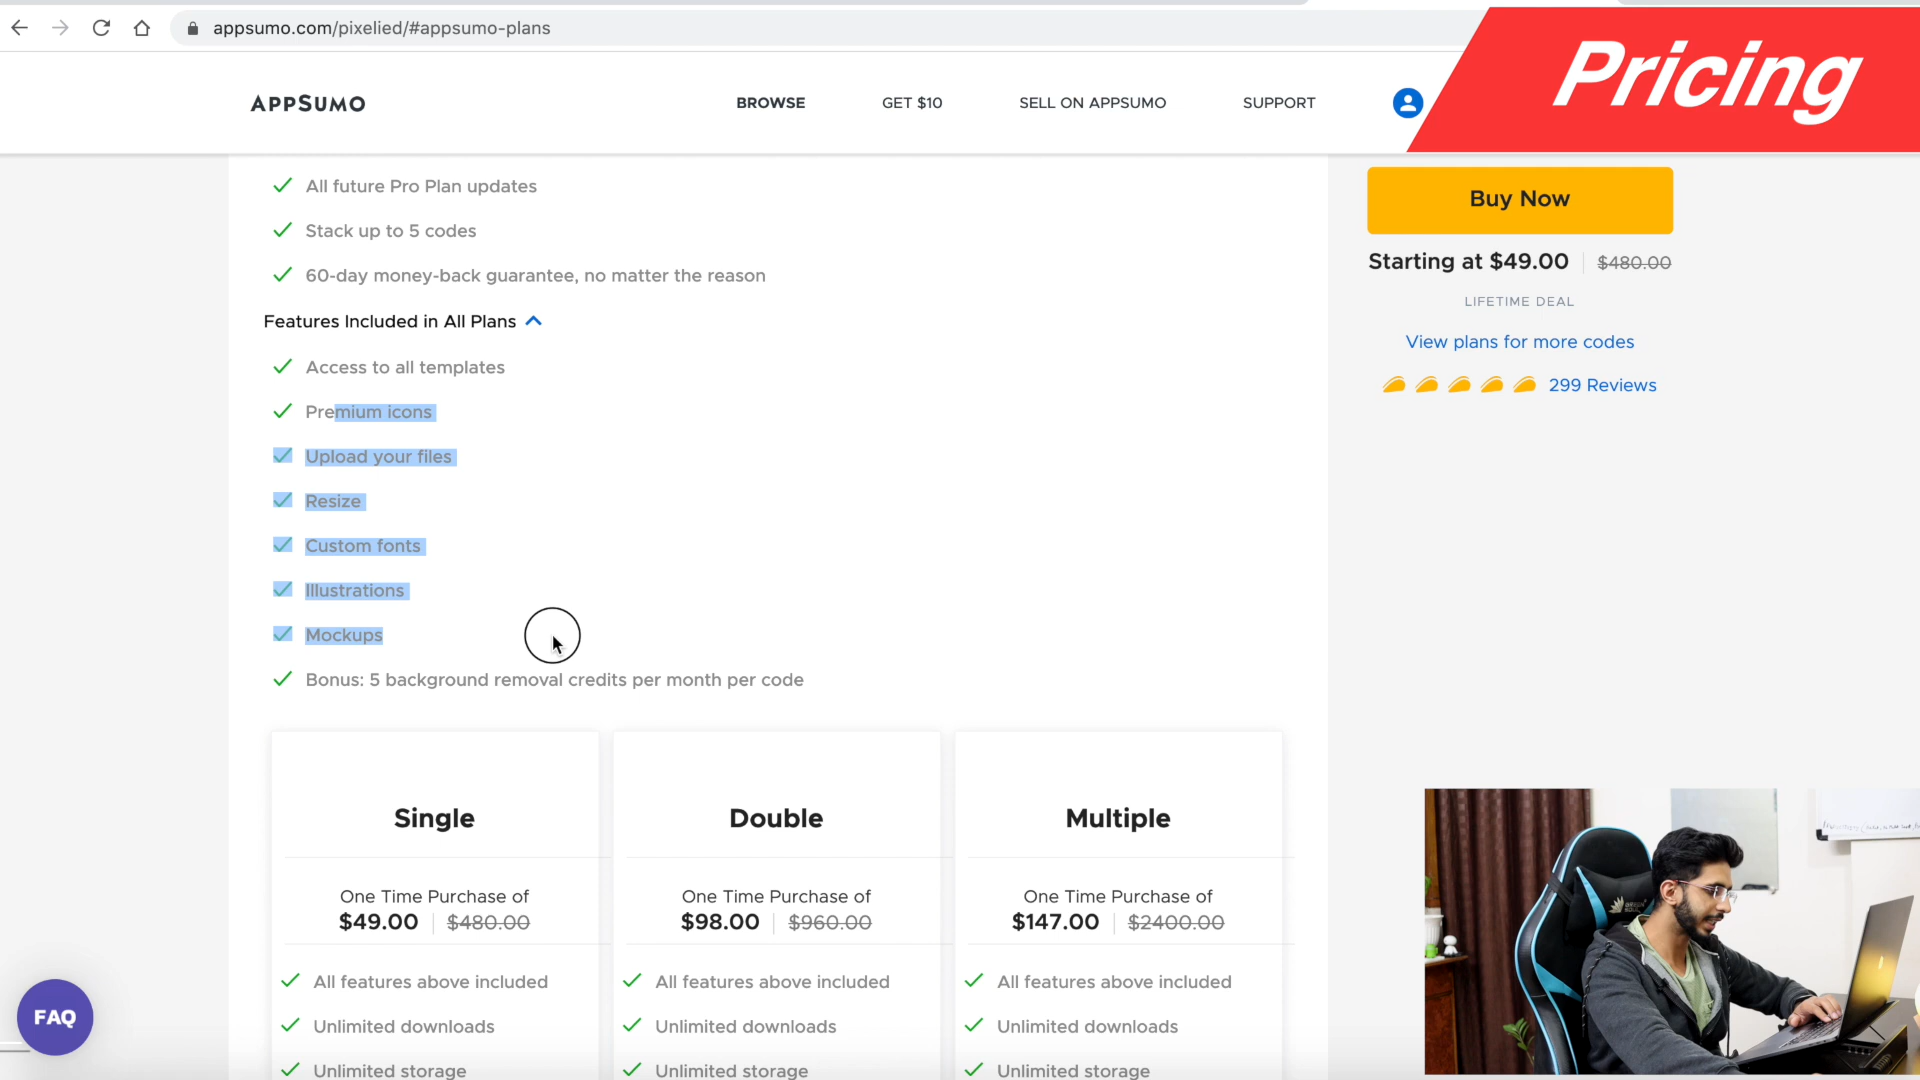 appsumo.com/pixelied/#appsumo-plans
Pricing
APPSUMO
BROWSE
GET $10
SELL ON APPSUMO
SUPPORT
All future Pro Plan updates
Stack up to 5 codes
60-day money-back guarantee, no matter the reason
Features Included in All Plans
Access to all templates
Premium icons
Upload your files
Resize
Custom fonts
Illustrations
Mockups
Bonus: 5 background removal credits per month per code
Buy Now
Starting at $49.00 $480.00
LIFETIME DEAL
View plans for more codes
299 Reviews
Single
One Time Purchase of
$49.00 $480.00
All features above included
Unlimited downloads
Unlimited storage
Double
One Time Purchase of
$98.00 $960.00
All features above included
Unlimited downloads
Unlimited storage
Multiple
One Time Purchase of
$147.00 $2400.00
All features above included
Unlimited downloads
Unlimited storage
FAQ